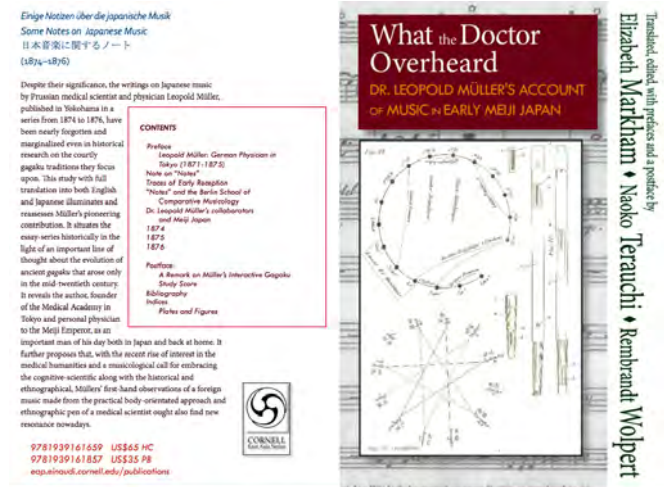 Einige Notizen über die japanische Musik
Some Notes on Japanese Music
日本音楽に関するノート
(1874–1876)
Despite their significance, the writings on Japanese music
by Prussian medical scientist and physician Leopold Müller,
published in Yokohama in a
series from 1874 to 1876, have
been nearly forgotten and
marginalized even in historical
research on the courtly
gagaku traditions they focus
upon. This study with full
translation into both English
and Japanese illuminates and
reassesses Müller's pioneering
contribution. It situates the
essay-series historically in the
light of an important line of
thought about the evolution of
ancient gagaku that arose only
in the mid-twentieth century.
It reveals the author, founder
of the Medical Academy in
Tokyo and personal physician
to the Meiji Emperor, as an
important man of his day both in Japan and back at home. It
further proposes that, with the recent rise of interest in the
medical humanities and a musicological call for embracing
the cognitive-scientific along with the historical and
ethnographical, Müllers' first-hand observations of a foreign
music made from the practical body-orientated approach and
ethnographic pen of a medical scientist ought also find new
resonance nowadays.
CONTENTS
Preface
Leopold Müller: German Physician in
Tokyo (1871-1875)
Note on "Notes"
Traces of Early Reception
"Notes" and the Berlin School of
Comparative Musicology
Dr. Leopold Müller's collaborators
and Meiji Japan
1874
1875
1876
Postface:
A Remark on Müller's Interactive Gagaku
Study Score
Bibliography
Indices
Plates and Figures
9781939161659 US$65 HC
9781939161857 US$35 PB
eap.einaudi.cornell.edu/publications
CORNELL
East Asia Series
What the Doctor
Overheard
DR. LEOPOLD MÜLLER'S ACCOUNT
OF MUSIC IN EARLY MEIJI JAPAN
Translated, edited, with prefaces and a postface by
Elizabeth Markham ♦ Naoko Terauchi ♦ Rembrandt Wolpert